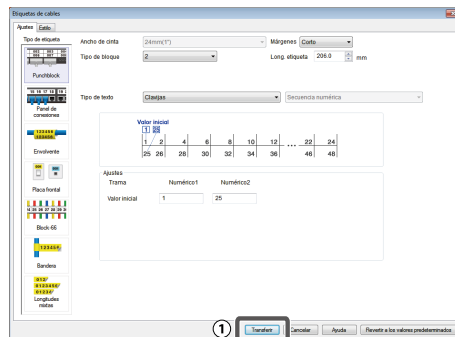 Etiquetas de cables
Ajustes Estilo
Tipo de etiqueta
Punchblock
Panel de conexiones
Envolvente
Placa frontal
Block 66
Bandera
Longitudes mixtas
Ancho de cinta 24mm(1") Márgenes Corto
Tipo de bloque 2 Long. etiqueta 206.0 mm
Tipo de texto Clavijas Secuencia numérica
Valor inicial
1 25
1 2 4 6 8 10 12 ... 22 24
25 26 28 30 32 34 36 46 48
Ajustes
Trama Numérico1 Numérico2
Valor inicial 1 25
1 Transferir Cancelar Ayuda Revertir a los valores predeterminados